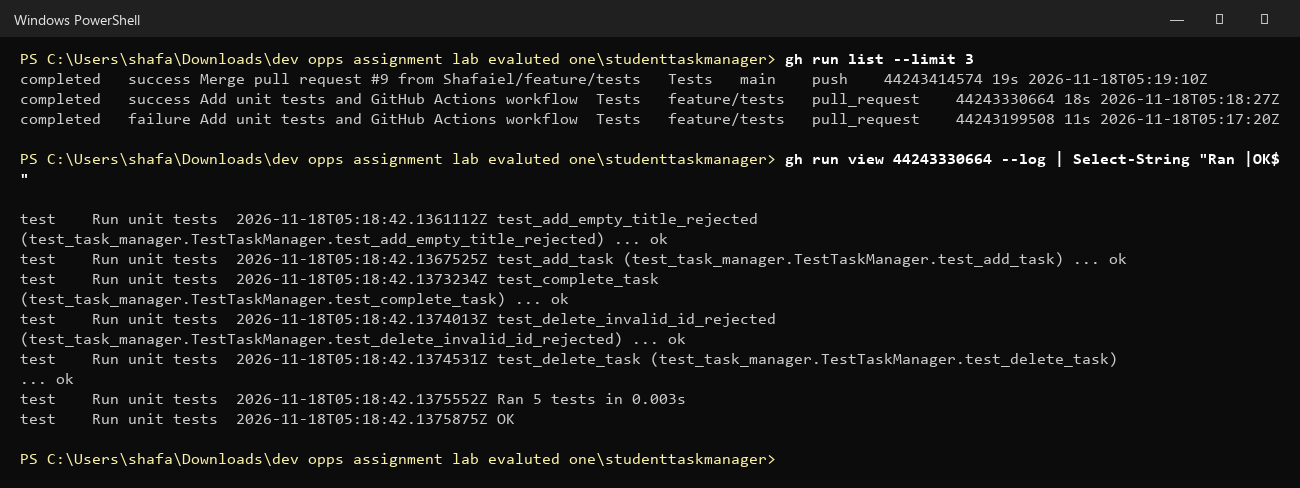 Windows PowerShell
PS C:\Users\shafa\Downloads\dev opps assignment lab evaluted one\studenttaskmanager> gh run list --limit 3
completed   success Merge pull request #9 from Shafaiel/feature/tests   Tests   main    push    44243414574 19s 2026-11-18T05:19:10Z
completed   success Add unit tests and GitHub Actions workflow  Tests   feature/tests   pull_request    44243330664 18s 2026-11-18T05:18:27Z
completed   failure Add unit tests and GitHub Actions workflow  Tests   feature/tests   pull_request    44243199508 11s 2026-11-18T05:17:20Z
PS C:\Users\shafa\Downloads\dev opps assignment lab evaluted one\studenttaskmanager> gh run view 44243330664 --log | Select-String "Ran |OK$
"
test    Run unit tests  2026-11-18T05:18:42.1361112Z test_add_empty_title_rejected
(test_task_manager.TestTaskManager.test_add_empty_title_rejected) ... ok
test    Run unit tests  2026-11-18T05:18:42.1367525Z test_add_task (test_task_manager.TestTaskManager.test_add_task) ... ok
test    Run unit tests  2026-11-18T05:18:42.1373234Z test_complete_task
(test_task_manager.TestTaskManager.test_complete_task) ... ok
test    Run unit tests  2026-11-18T05:18:42.1374013Z test_delete_invalid_id_rejected
(test_task_manager.TestTaskManager.test_delete_invalid_id_rejected) ... ok
test    Run unit tests  2026-11-18T05:18:42.1374531Z test_delete_task (test_task_manager.TestTaskManager.test_delete_task)
... ok
test    Run unit tests  2026-11-18T05:18:42.1375552Z Ran 5 tests in 0.003s
test    Run unit tests  2026-11-18T05:18:42.1375875Z OK
PS C:\Users\shafa\Downloads\dev opps assignment lab evaluted one\studenttaskmanager>